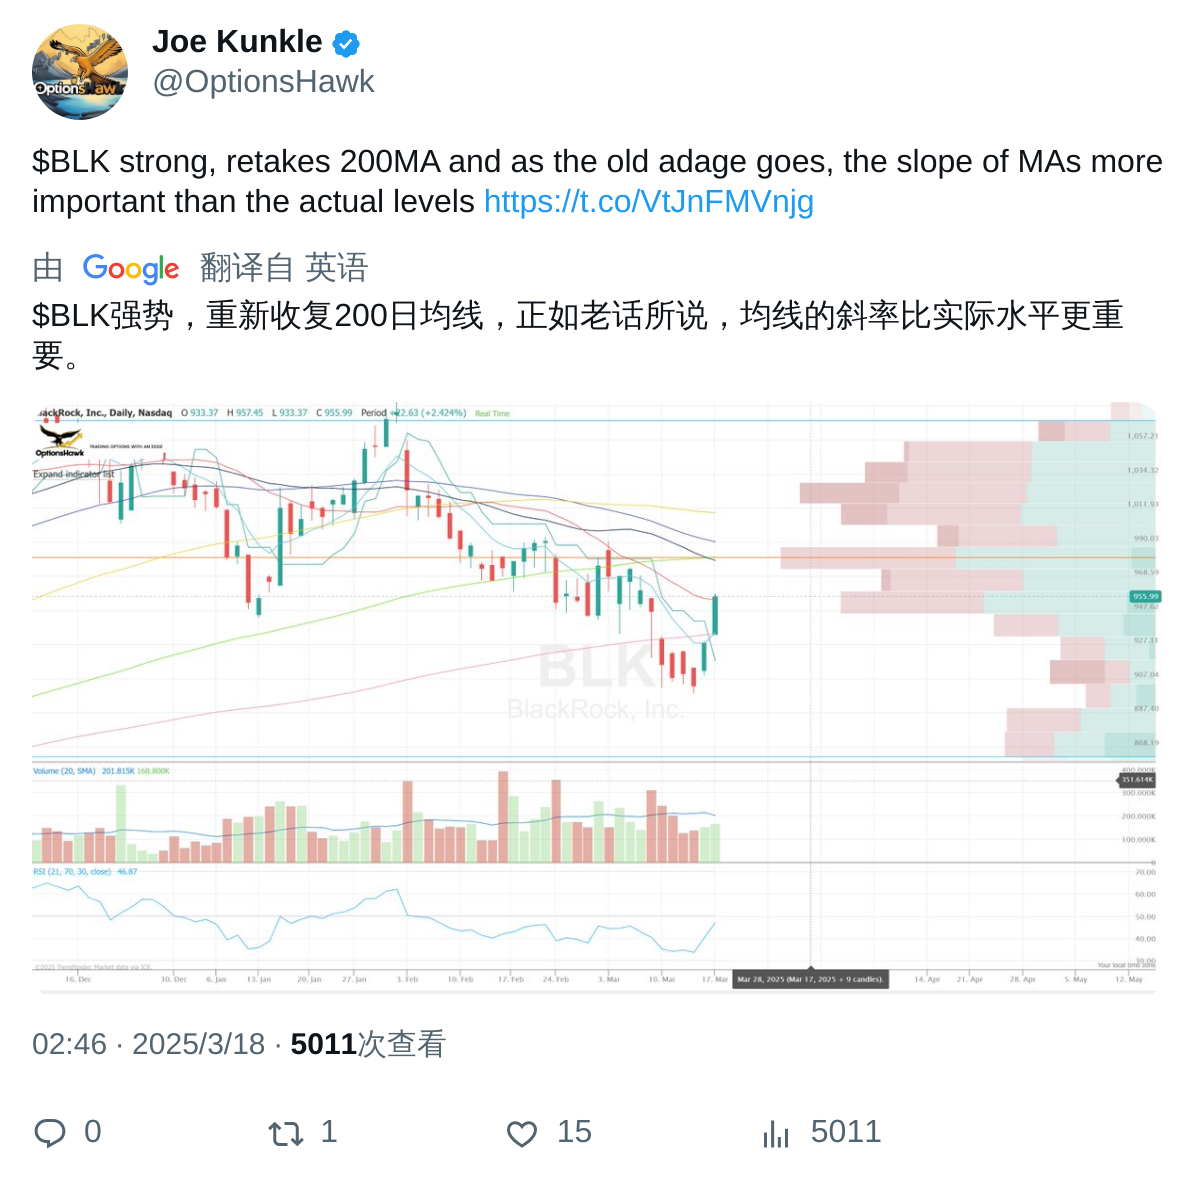 Joe Kunkle
@OptionsHawk
$BLK strong, retakes 200MA and as the old adage goes, the slope of MAs more
important than the actual levels https://t.co/VtJnFMVnjg
由 Google 翻译自 英语
$BLK强势，重新收复200日均线，正如老话所说，均线的斜率比实际水平更重
要。
ackRock, Inc., Daily, Nasdaq O 933.37 H 957.45 L 933.37 C 955.99 Period +22.63 (+2.424%) Real Time
OptionsHawk TRADING OPTIONS WITH AN EDGE
Expand indicator list
1,057.21
1,034.32
1,011.93
990.03
968.59
955.99
947.62
927.11
907.04
887.40
868.19
BLK
BlackRock, Inc.
Volume (20, SMA) 201.815K 168.800K
400.000K
351.614K
300.000K
200.000K
100.000K
0
RSI (21, 70, 30, close) 46.87
70.00
60.00
50.00
40.00
30.00
©2025 TrendSpider. Market data via ICE.
Your local time zone
16. Dec 30. Dec 6. Jan 13. Jan 20. Jan 27. Jan 3. Feb 10. Feb 17. Feb 24. Feb 3. Mar 10. Mar 17. Mar Mar 28, 2025 (Mar 17, 2025 + 9 candles). 14. Apr 21. Apr 28. Apr 5. May 12. May
02:46 · 2025/3/18 · 5011次查看
0 1 15 5011